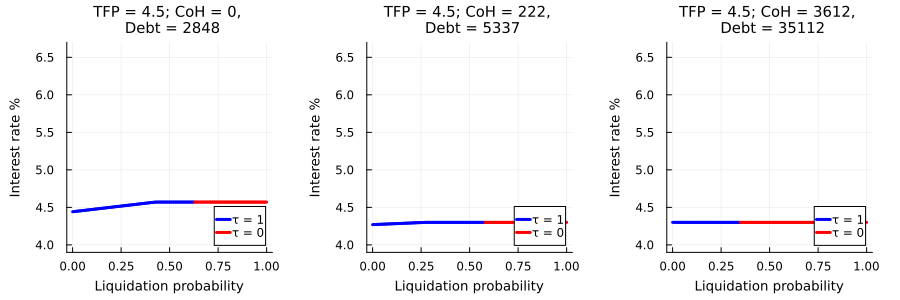 TFP = 4.5; CoH = 0,
Debt = 2848
Interest rate %
6.5
6.0
5.5
5.0
4.5
4.0
τ = 1
τ = 0
0.00 0.25 0.50 0.75 1.00
Liquidation probability
TFP = 4.5; CoH = 222,
Debt = 5337
Interest rate %
6.5
6.0
5.5
5.0
4.5
4.0
τ = 1
τ = 0
0.00 0.25 0.50 0.75 1.00
Liquidation probability
TFP = 4.5; CoH = 3612,
Debt = 35112
Interest rate %
6.5
6.0
5.5
5.0
4.5
4.0
τ = 1
τ = 0
0.00 0.25 0.50 0.75 1.00
Liquidation probability